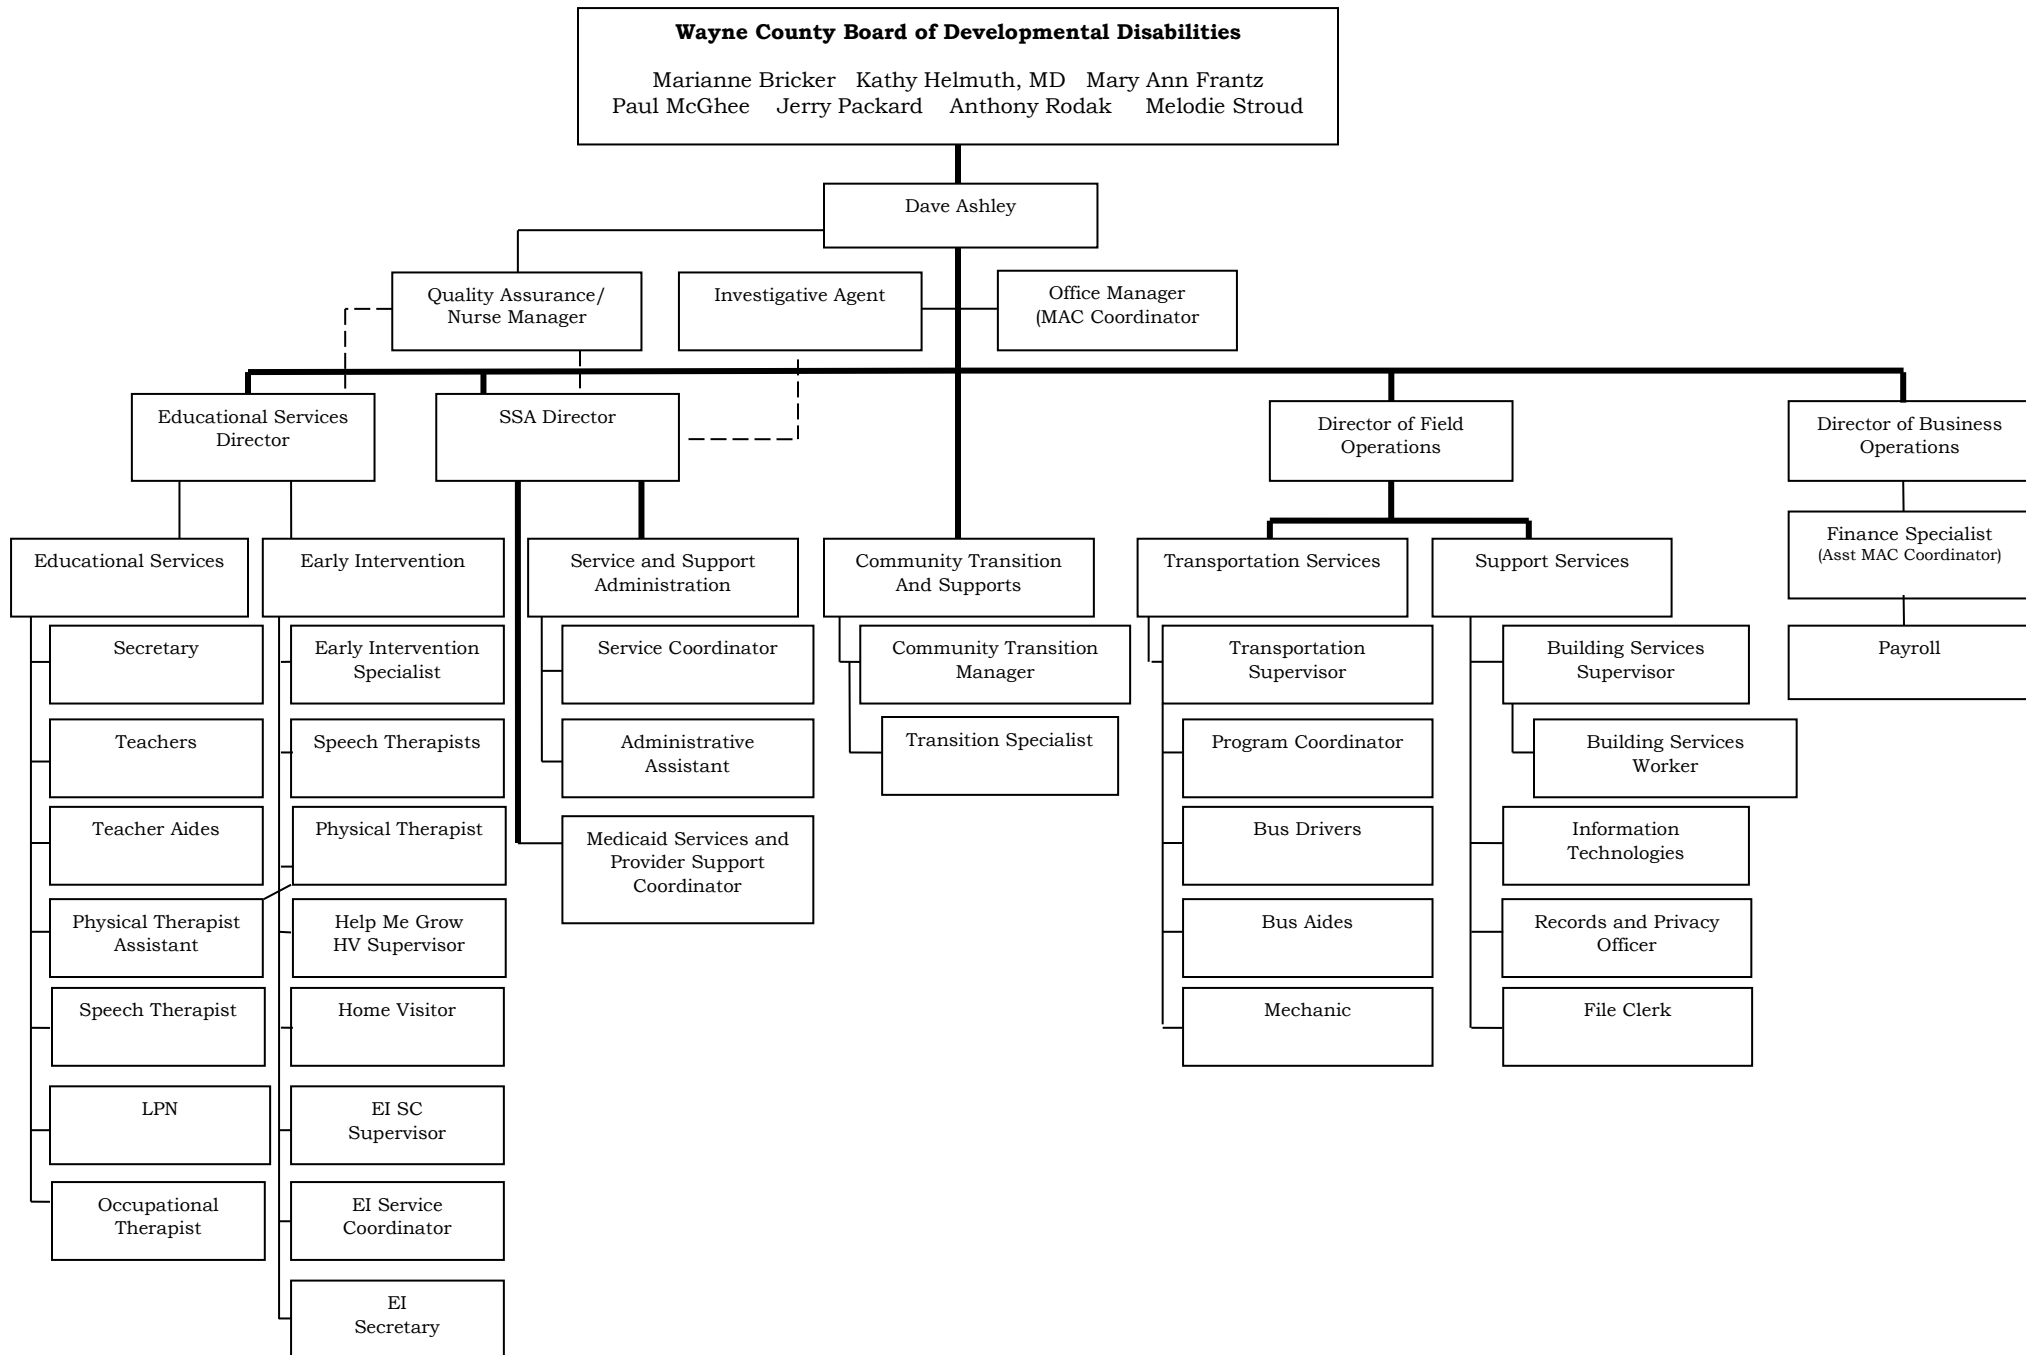 Wayne County Board of Developmental Disabilities
Marianne Bricker Kathy Helmuth, MD Mary Ann Frantz
Paul McGhee Jerry Packard Anthony Rodak Melodie Stroud
Dave Ashley
Quality Assurance/
Nurse Manager
Investigative Agent
Office Manager
(MAC Coordinator
Educational Services
Director
SSA Director
Director of Field
Operations
Director of Business
Operations
Finance Specialist
(Asst MAC Coordinator)
Payroll
Educational Services
Secretary
Teachers
Teacher Aides
Physical Therapist
Assistant
Speech Therapist
LPN
Occupational
Therapist
Early Intervention
Early Intervention
Specialist
Speech Therapists
Physical Therapist
Help Me Grow
HV Supervisor
Home Visitor
EI SC
Supervisor
EI Service
Coordinator
EI
Secretary
Service and Support
Administration
Service Coordinator
Administrative
Assistant
Medicaid Services and
Provider Support
Coordinator
Community Transition
And Supports
Community Transition
Manager
Transition Specialist
Transportation Services
Transportation
Supervisor
Program Coordinator
Bus Drivers
Bus Aides
Mechanic
Support Services
Building Services
Supervisor
Building Services
Worker
Information
Technologies
Records and Privacy
Officer
File Clerk